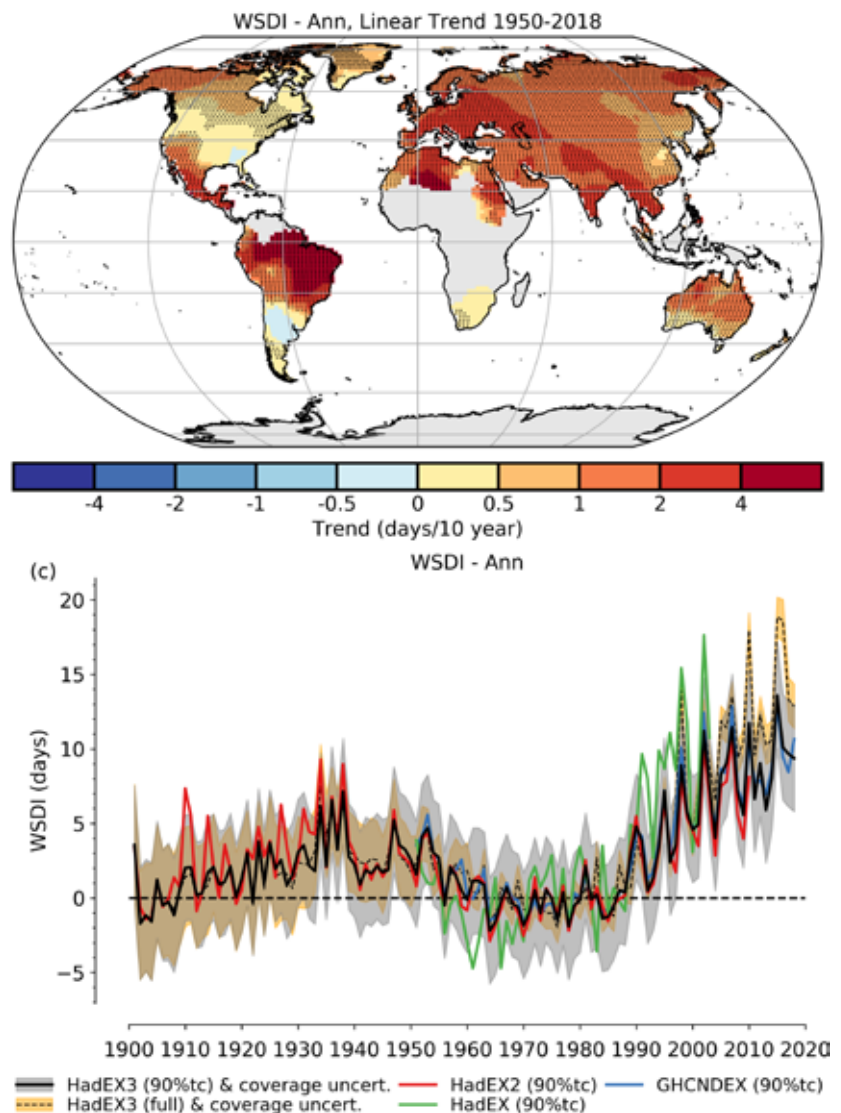 WSDI - Ann, Linear Trend 1950-2018
-4 -2 -1 -0.5 0 0.5 1 2 4
Trend (days/10 year)
(c)
WSDI - Ann
WSDI (days)
20
15
10
5
0
−5
1900 1910 1920 1930 1940 1950 1960 1970 1980 1990 2000 2010 2020
HadEX3 (90%tc) & coverage uncert. HadEX2 (90%tc) GHCNDEX (90%tc)
HadEX3 (full) & coverage uncert. HadEX (90%tc)